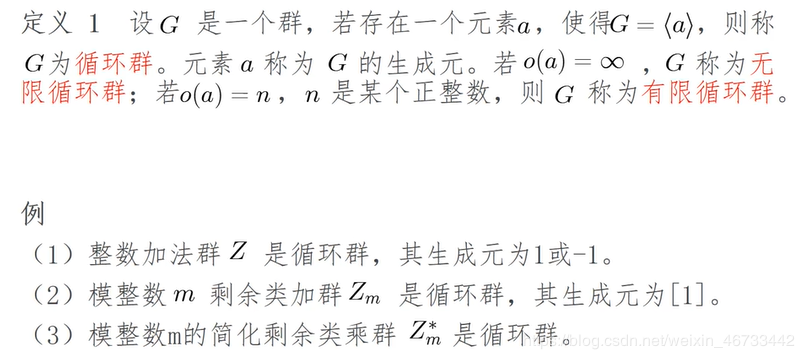 定义 1 设 G 是一个群，若存在一个元素a，使得G = ⟨a⟩，则称
G为循环群。元素 a 称为 G 的生成元。若 o(a) = ∞ ，G 称为无
限循环群；若o(a) = n ，n 是某个正整数，则 G 称为有限循环群。
例
（1）整数加法群 Z 是循环群，其生成元为1或-1。
（2）模整数 m 剩余类加群 Z_m 是循环群，其生成元为[1]。
（3）模整数m的简化剩余类乘群 Z_m^* 是循环群。
https://blog.csdn.net/weixin_46733442